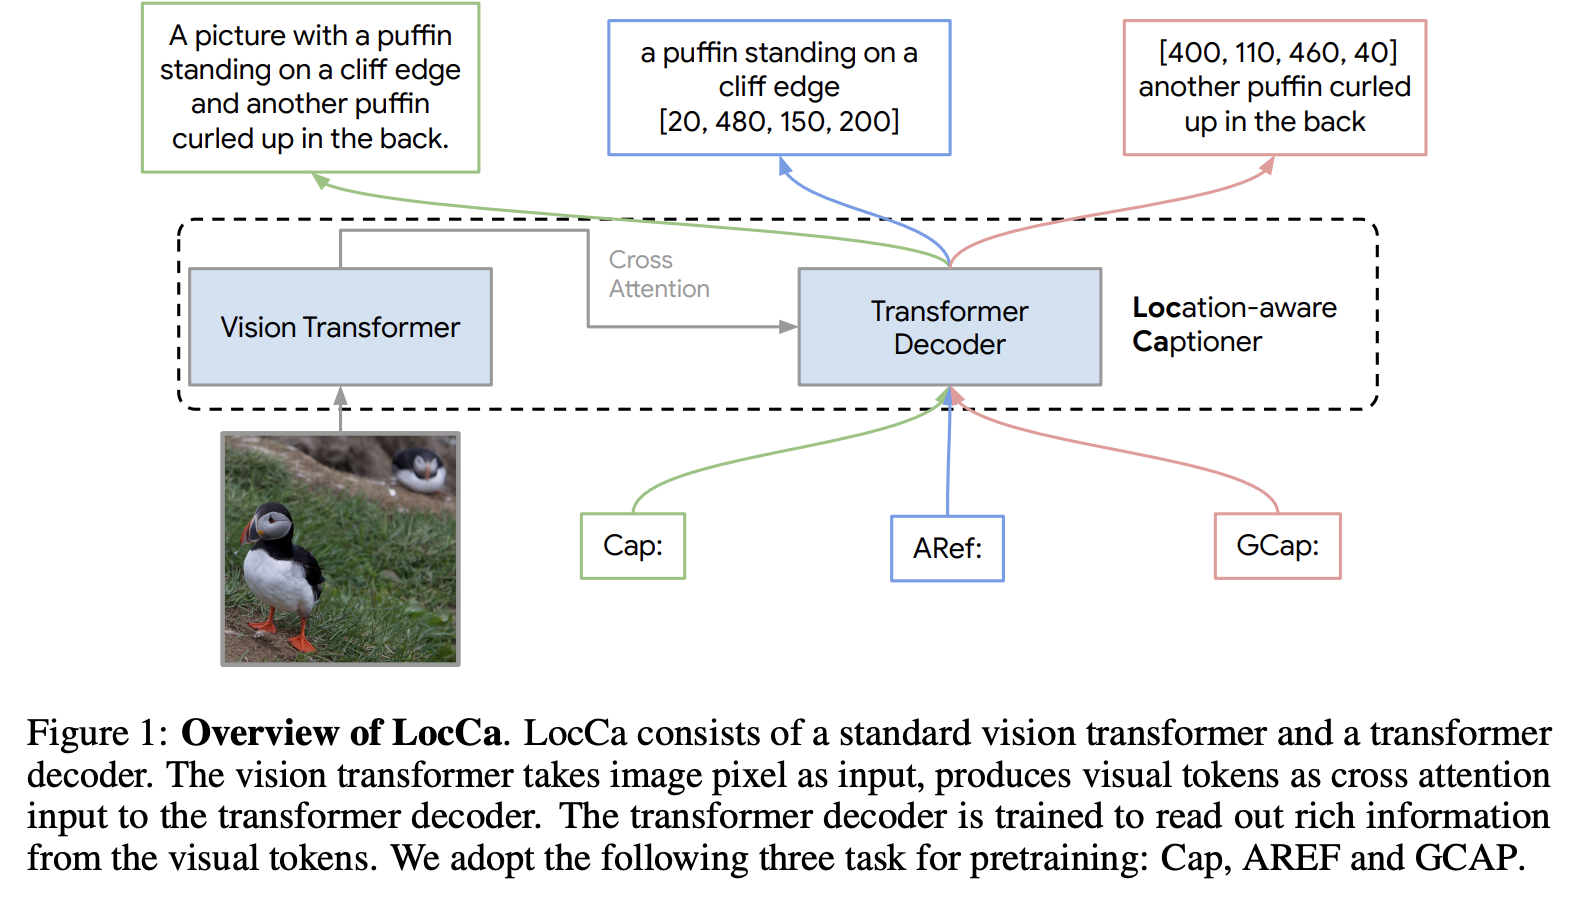 A picture with a puffin
standing on a cliff edge
and another puffin
curled up in the back.
a puffin standing on a
cliff edge
[20, 480, 150, 200]
[400, 110, 460, 40]
another puffin curled
up in the back
Cross
Attention
Vision Transformer
Transformer
Decoder
Location-aware
Captioner
Cap:
ARef:
GCap:
Figure 1: Overview of LocCa. LocCa consists of a standard vision transformer and a transformer
decoder. The vision transformer takes image pixel as input, produces visual tokens as cross attention
input to the transformer decoder. The transformer decoder is trained to read out rich information
from the visual tokens. We adopt the following three task for pretraining: Cap, AREF and GCAP.